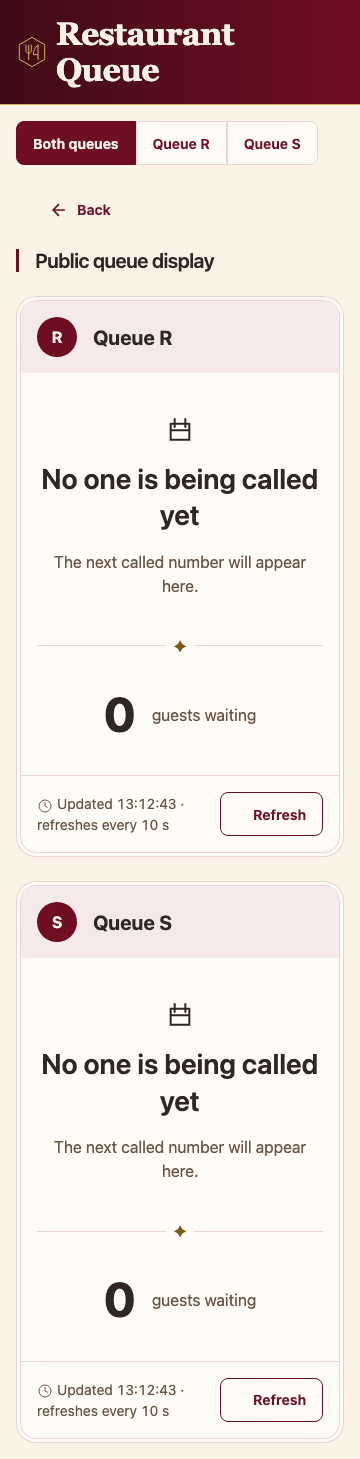 Restaurant
Queue
Both queues
Queue R
Queue S
Back
Public queue display
R
Queue R
No one is being called
yet
The next called number will appear
here.
0
guests waiting
Updated 13:12:43 ·
refreshes every 10 s
Refresh
S
Queue S
No one is being called
yet
The next called number will appear
here.
0
guests waiting
Updated 13:12:43 ·
refreshes every 10 s
Refresh